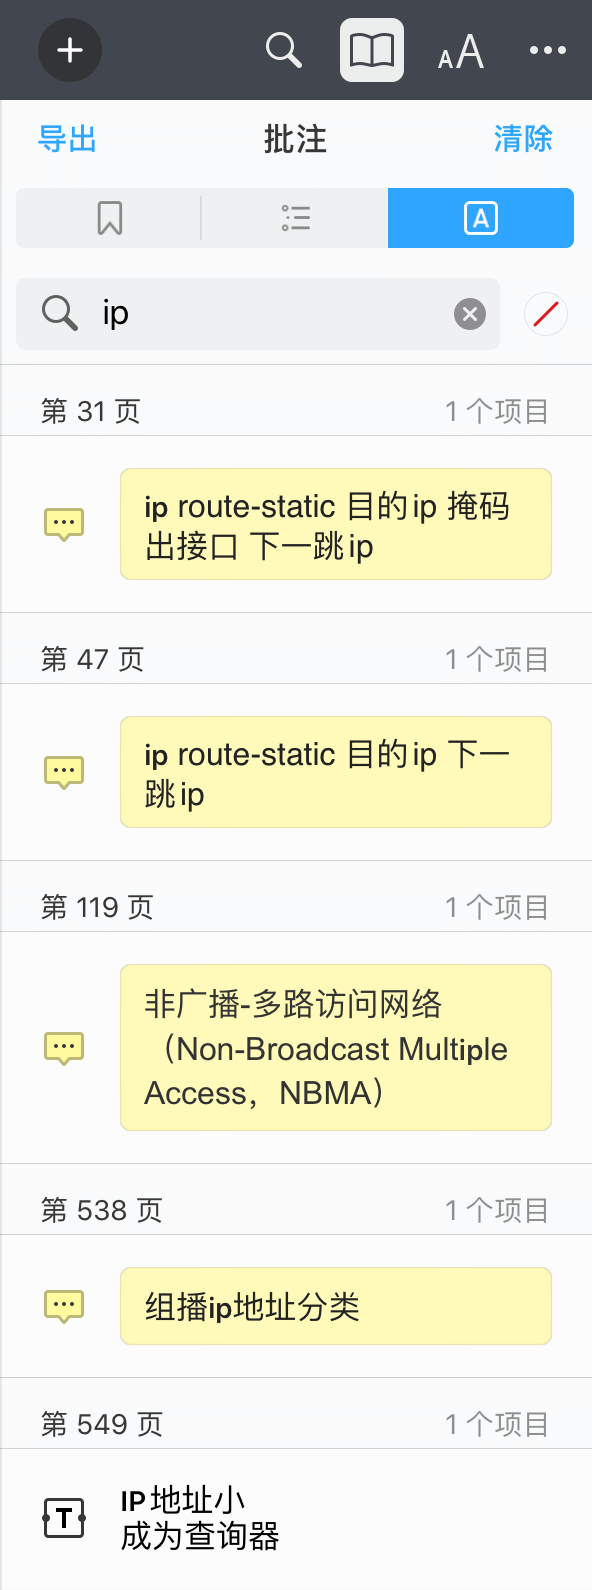 AA
导出
批注
清除
A
ip
第 31 页
1 个项目
ip route-static 目的ip 掩码
出接口 下一跳ip
第 47 页
1 个项目
ip route-static 目的ip 下一
跳ip
第 119 页
1 个项目
非广播-多路访问网络
（Non-Broadcast Multiple
Access，NBMA）
第 538 页
1 个项目
组播ip地址分类
第 549 页
1 个项目
T
IP地址小
成为查询器